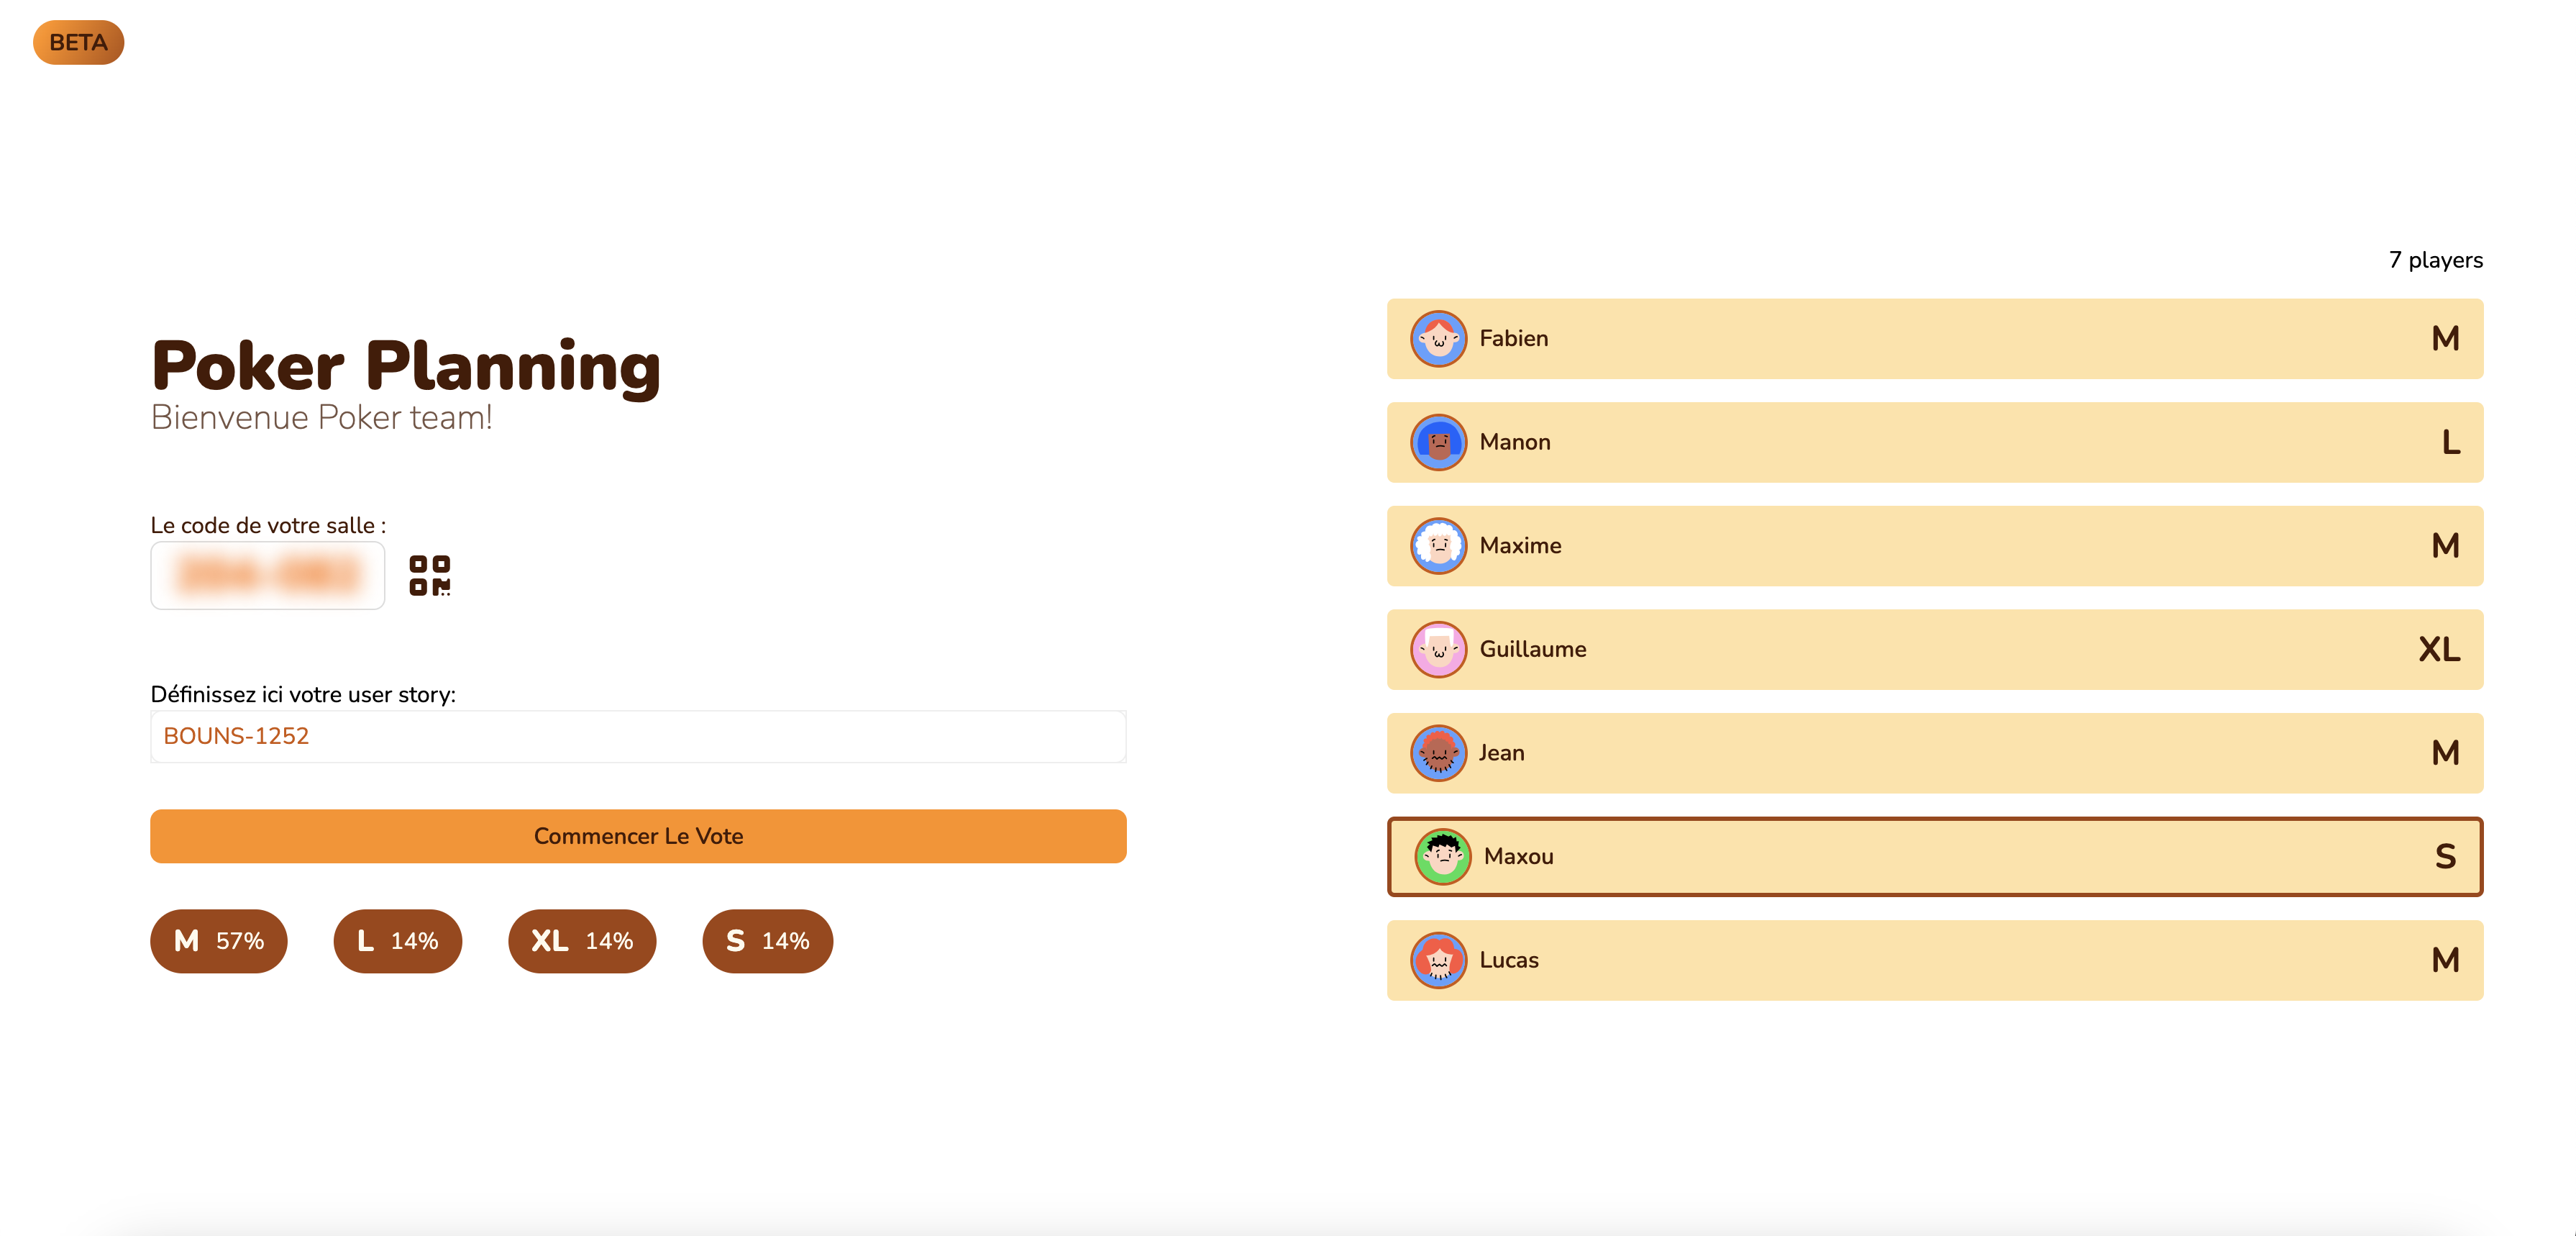 BETA
Poker Planning
Bienvenue Poker team!
Le code de votre salle :
Définissez ici votre user story:
BOUNS-1252
Commencer Le Vote
M 57%
L 14%
XL 14%
S 14%
7 players
Fabien M
Manon L
Maxime M
Guillaume XL
Jean M
Maxou S
Lucas M